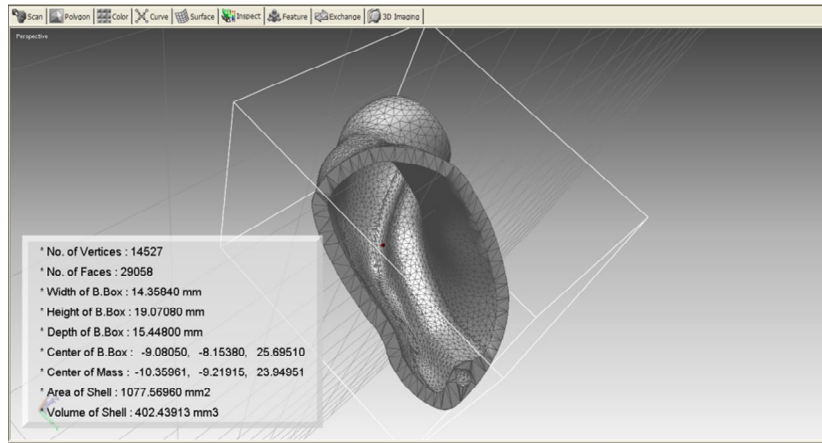 Scan Polygon Color Curve Surface Inspect Feature Exchange 3D Imaging
Perspective
* No. of Vertices : 14527
* No. of Faces : 29058
* Width of B.Box : 14.35840 mm
* Height of B.Box : 19.07080 mm
* Depth of B.Box : 15.44800 mm
* Center of B.Box : -9.08050, -8.15380, 25.69510
* Center of Mass : -10.35961, -9.21915, 23.94951
* Area of Shell : 1077.56960 mm2
* Volume of Shell : 402.43913 mm3